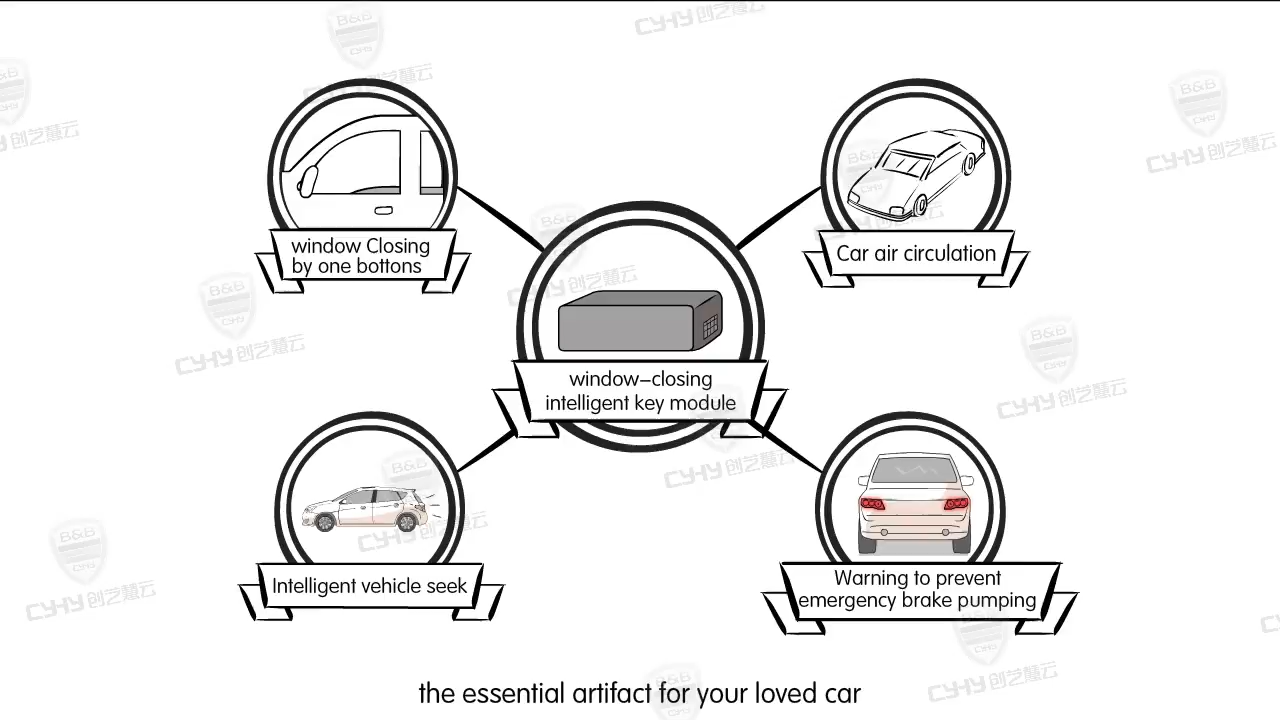 window Closing
by one bottons
Car air circulation
window-closing
intelligent key module
Intelligent vehicle seek
Warning to prevent
emergency brake pumping
the essential artifact for your loved car
B&B
CYHY
CYHY 创艺慧云